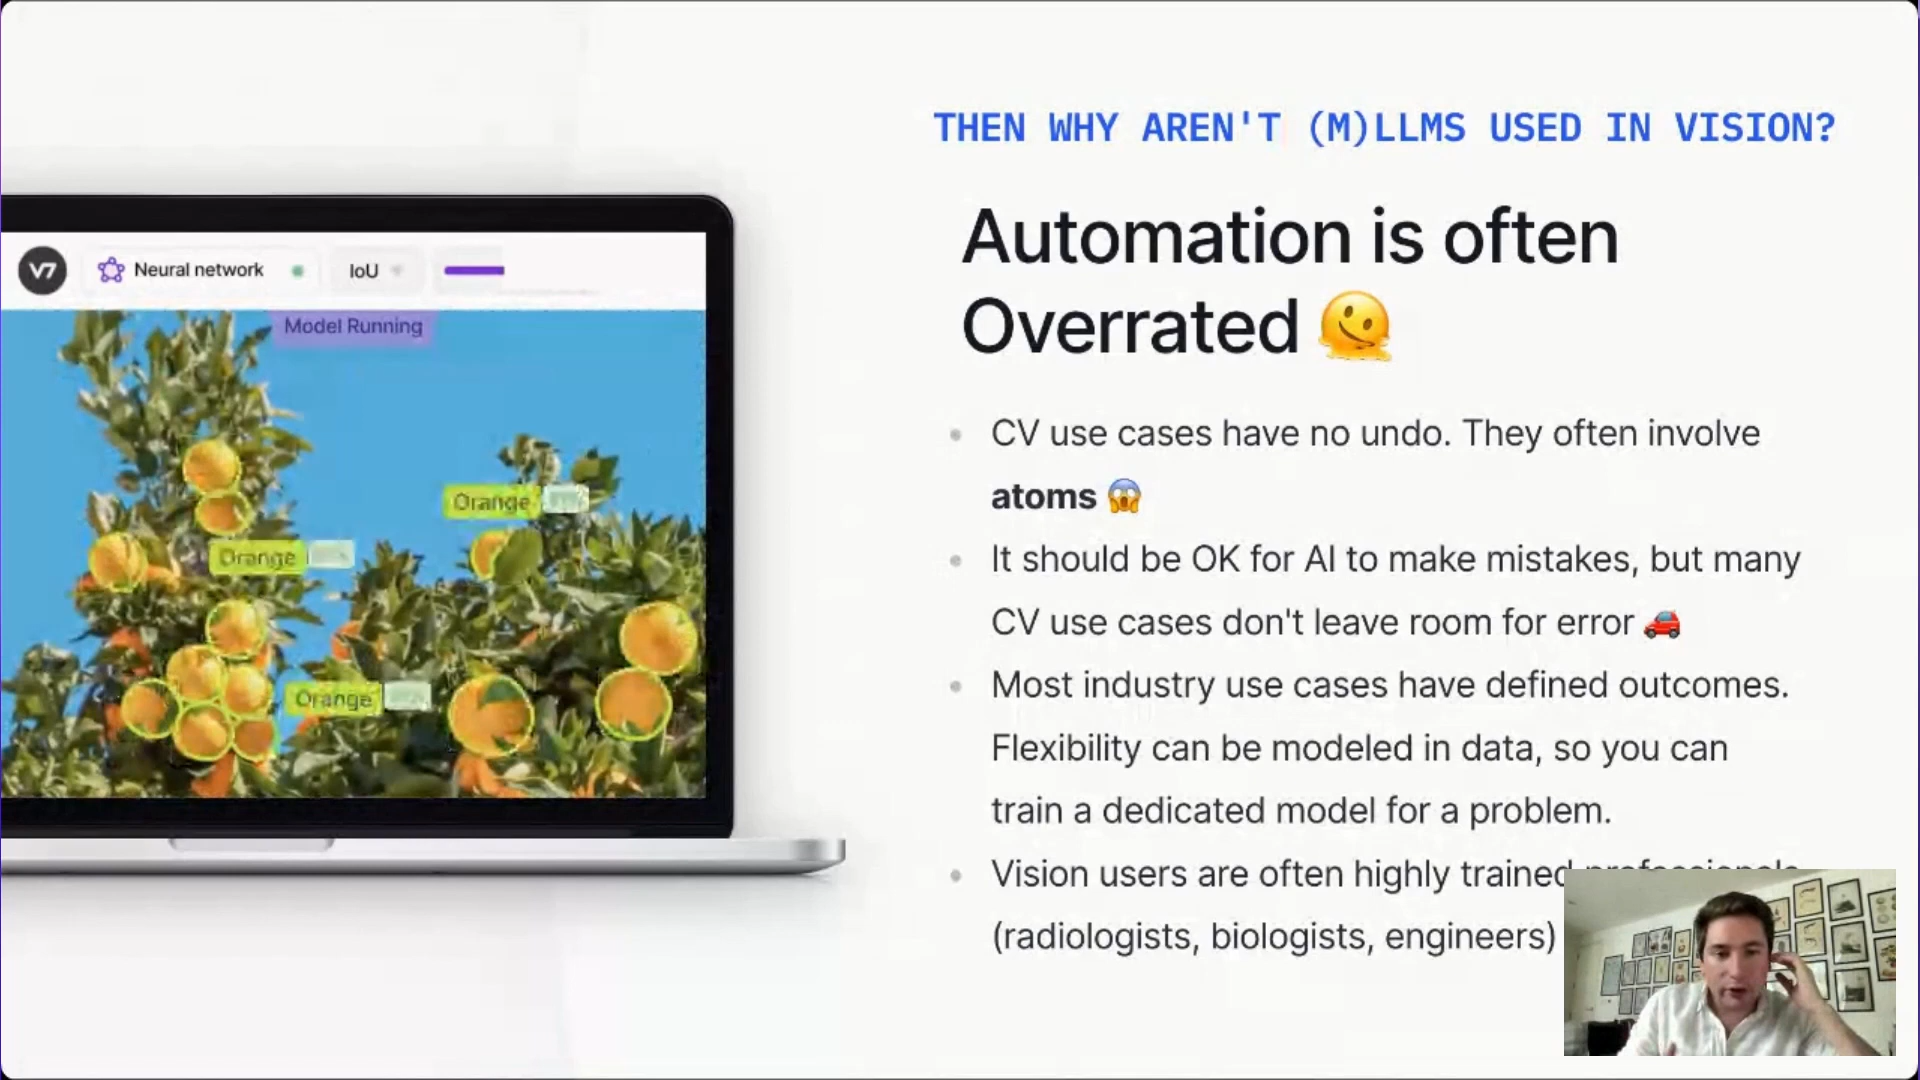 THEN WHY AREN'T (M)LLMS USED IN VISION?
Automation is often
Overrated 🫠
CV use cases have no undo. They often involve
atoms 😱
It should be OK for AI to make mistakes, but many
CV use cases don't leave room for error 🚗
Most industry use cases have defined outcomes.
Flexibility can be modeled in data, so you can
train a dedicated model for a problem.
Vision users are often highly trained professionals
(radiologists, biologists, engineers)
V7 Neural network IoU
Model Running
Orange
Orange
Orange